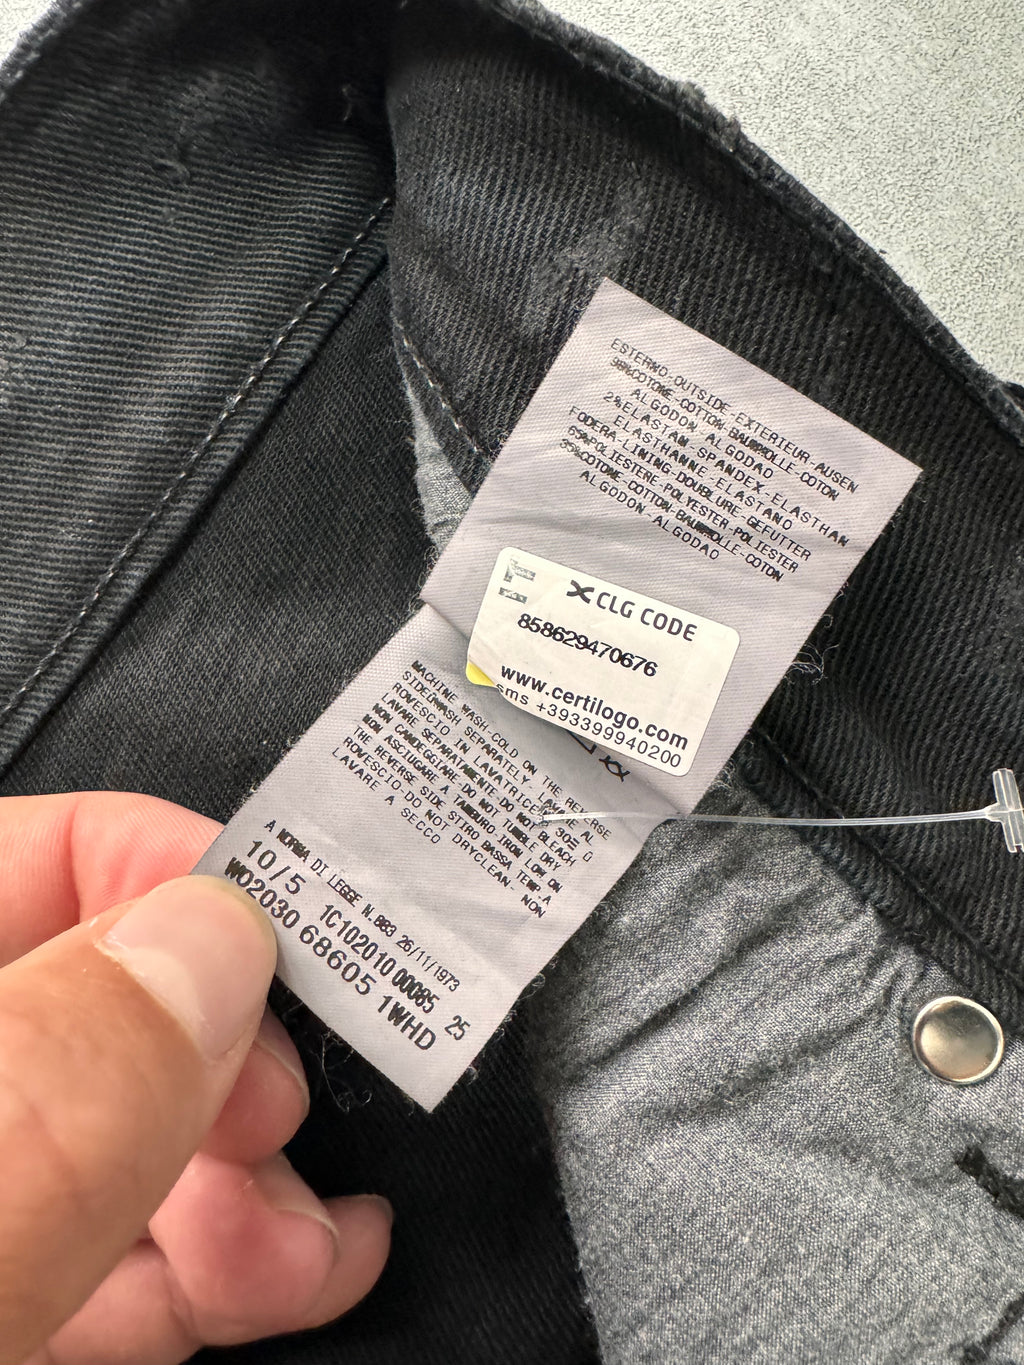 ESTERNO-OUTSIDE-EXTERIEUR-AUSEN
98%COTONE-COTTON-BAUMWOLLE-COTON
ALGODON ALGODAO
2%ELASTAN-SPANDEX-ELASTHAN
ELASTHANNE-ELASTANO
FODERA-LINING-DOUBLURE-GEFUTTER
65%POLIESTERE-POLYESTER-POLIESTER
35%COTONE-COTTON-BAUMWOLLE-COTON
ALGODON ALGODAO
CLG CODE
858629470676
www.certilogo.com
sms +393399940200
MACHINE WASH-COLD ON THE REVERSE
SIDE WASH SEPARATELY. LAVARE AL
ROVESCIO IN LAVATRICE 30
LAVARE SEPARATAMENTE-DO NOT BLEACH
NON CANDEGGIARE-DO NOT TUMBLE DRY
NON ASCIUGARE A TAMBURO-IRON LOW ON
THE REVERSE SIDE STIRO BASSA TEMP. A
ROVESCIO-DO NOT DRYCLEAN- NON
LAVARE A SECCO
A NORMA DI LEGGE N.883 26/11/1973
10/5 1C102010 00085 25
W02030 68605 1WHD